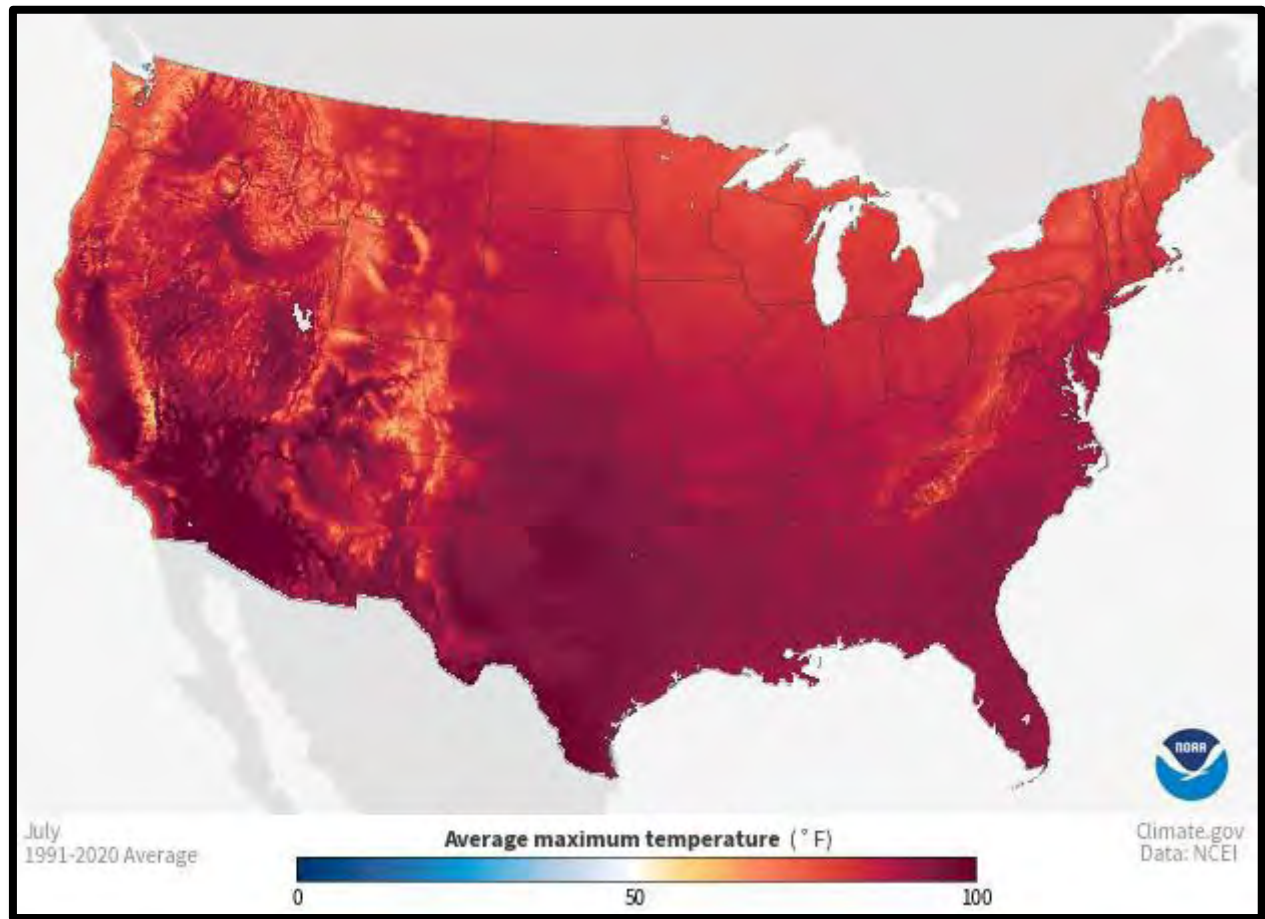 NOAA
July
1991-2020 Average
Average maximum temperature (°F)
0 50 100
Climate.gov
Data: NCEI